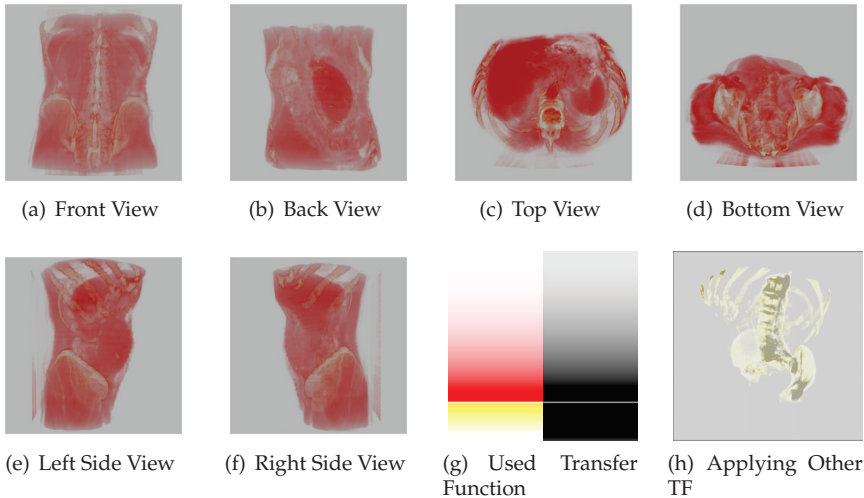 (a) Front View
(b) Back View
(c) Top View
(d) Bottom View
(e) Left Side View
(f) Right Side View
(g) Used Transfer
Function
(h) Applying Other
TF